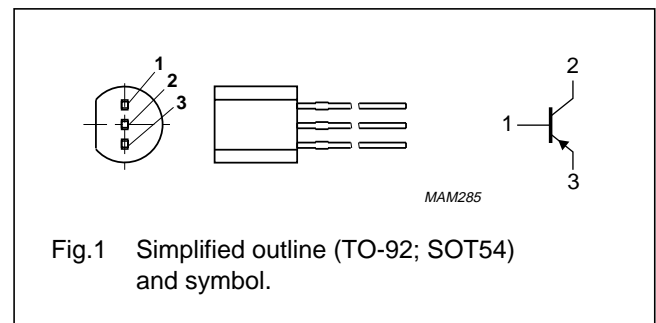 1
2
3
2
1
3
MAM285
Fig.1 Simplified outline (TO-92; SOT54)
and symbol.